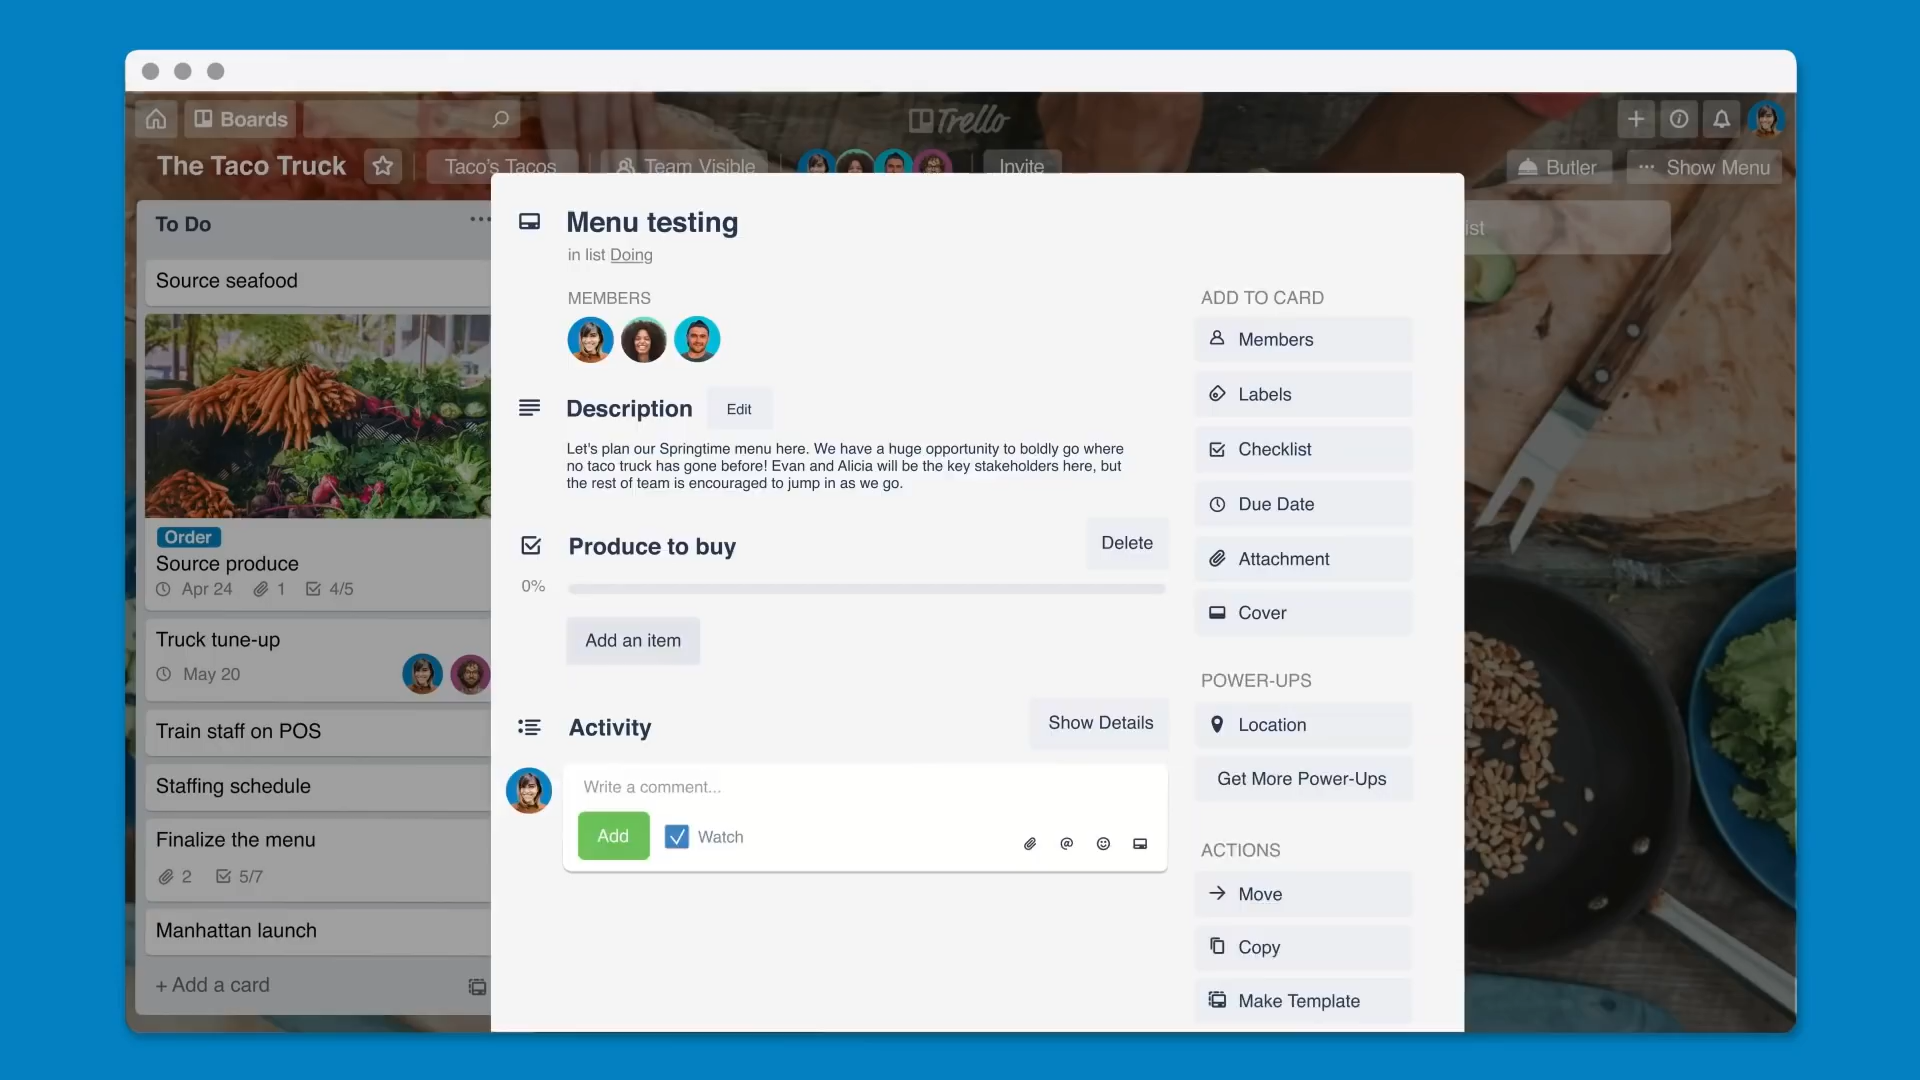 Boards
Trello
The Taco Truck
Taco's Tacos
Team Visible
Invite
Butler
··· Show Menu
To Do
···
Source seafood
Order
Source produce
Apr 24 1 4/5
Truck tune-up
May 20
Train staff on POS
Staffing schedule
Finalize the menu
2 5/7
Manhattan launch
+ Add a card
Menu testing
in list Doing
MEMBERS
Description
Edit
Let's plan our Springtime menu here. We have a huge opportunity to boldly go where
no taco truck has gone before! Evan and Alicia will be the key stakeholders here, but
the rest of team is encouraged to jump in as we go.
Produce to buy
Delete
0%
Add an item
Activity
Show Details
Write a comment...
Add
Watch
@
ADD TO CARD
Members
Labels
Checklist
Due Date
Attachment
Cover
POWER-UPS
Location
Get More Power-Ups
ACTIONS
Move
Copy
Make Template